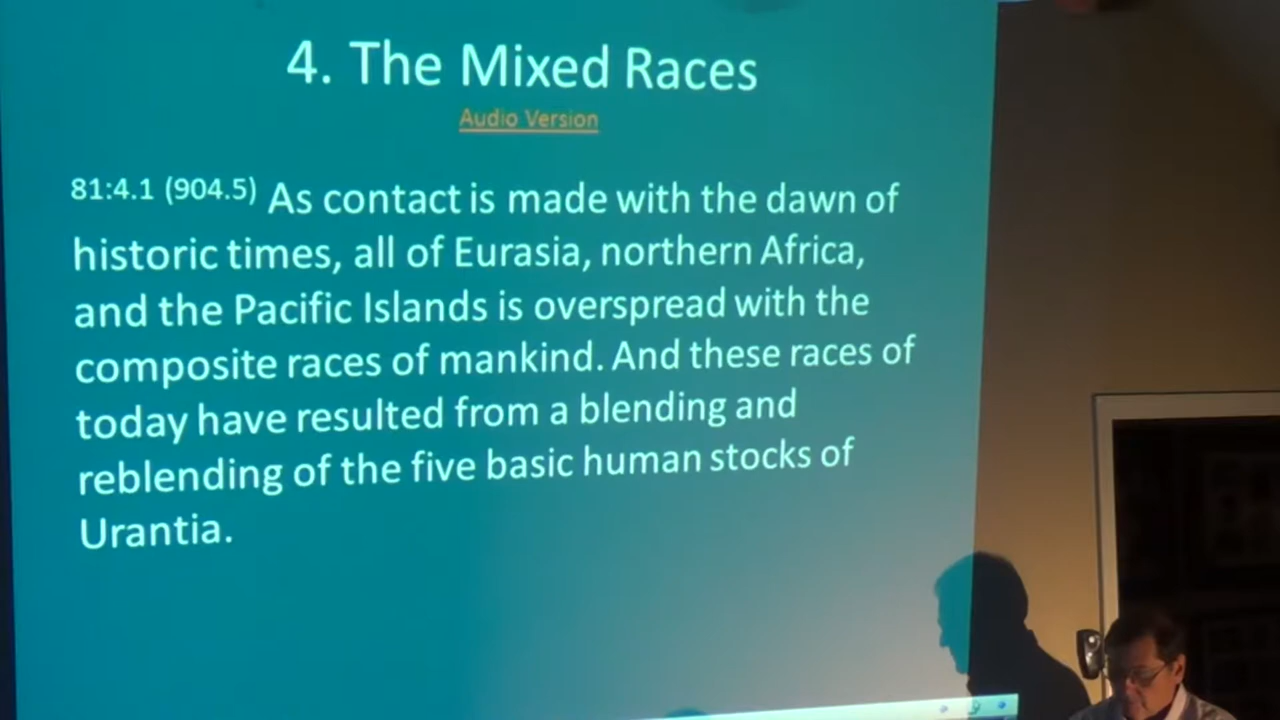 4. The Mixed Races
Audio Version
81:4.1 (904.5) As contact is made with the dawn of
historic times, all of Eurasia, northern Africa,
and the Pacific Islands is overspread with the
composite races of mankind. And these races of
today have resulted from a blending and
reblending of the five basic human stocks of
Urantia.